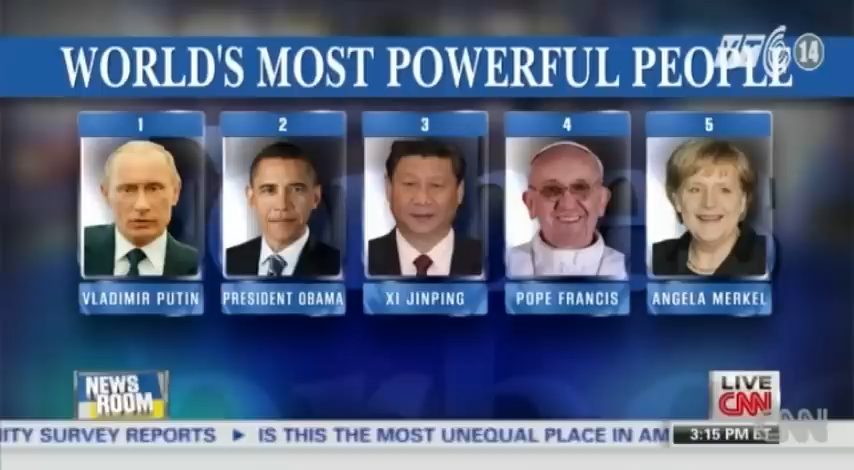 WORLD'S MOST POWERFUL PEOPLE
VTC 14
1
2
3
4
5
VLADIMIR PUTIN
PRESIDENT OBAMA
XI JINPING
POPE FRANCIS
ANGELA MERKEL
NEWS
ROOM
LIVE
CNN
ITY SURVEY REPORTS ► IS THIS THE MOST UNEQUAL PLACE IN AM
3:15 PM ET
CNN